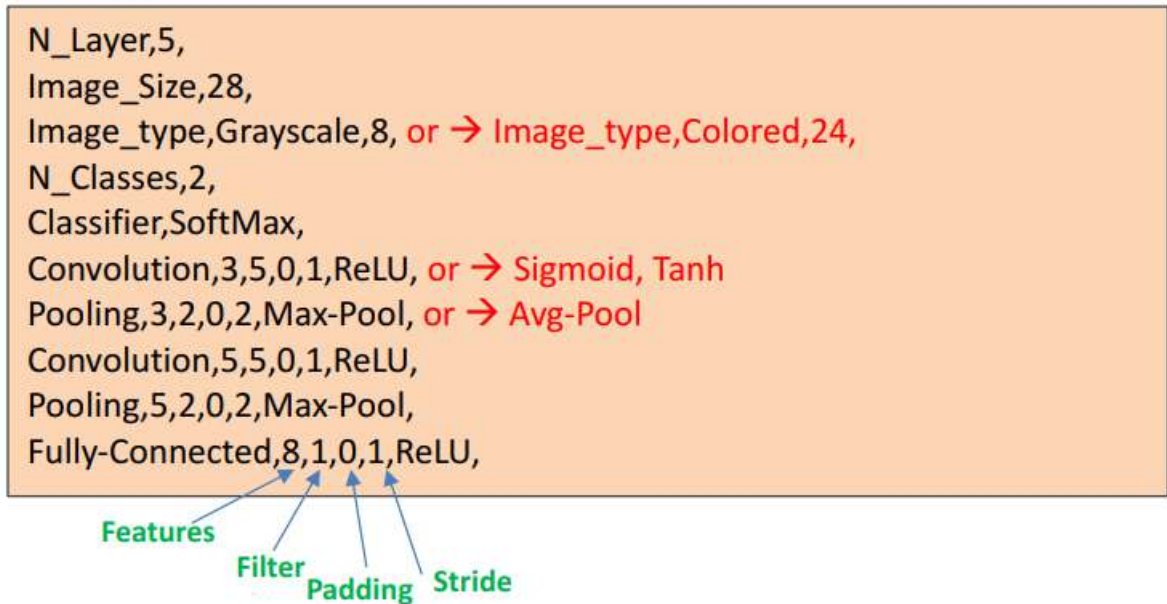 N_Layer,5,
Image_Size,28,
Image_type,Grayscale,8, or → Image_type,Colored,24,
N_Classes,2,
Classifier,SoftMax,
Convolution,3,5,0,1,ReLU, or → Sigmoid, Tanh
Pooling,3,2,0,2,Max-Pool, or → Avg-Pool
Convolution,5,5,0,1,ReLU,
Pooling,5,2,0,2,Max-Pool,
Fully-Connected,8,1,0,1,ReLU,
Features
Filter
Padding
Stride